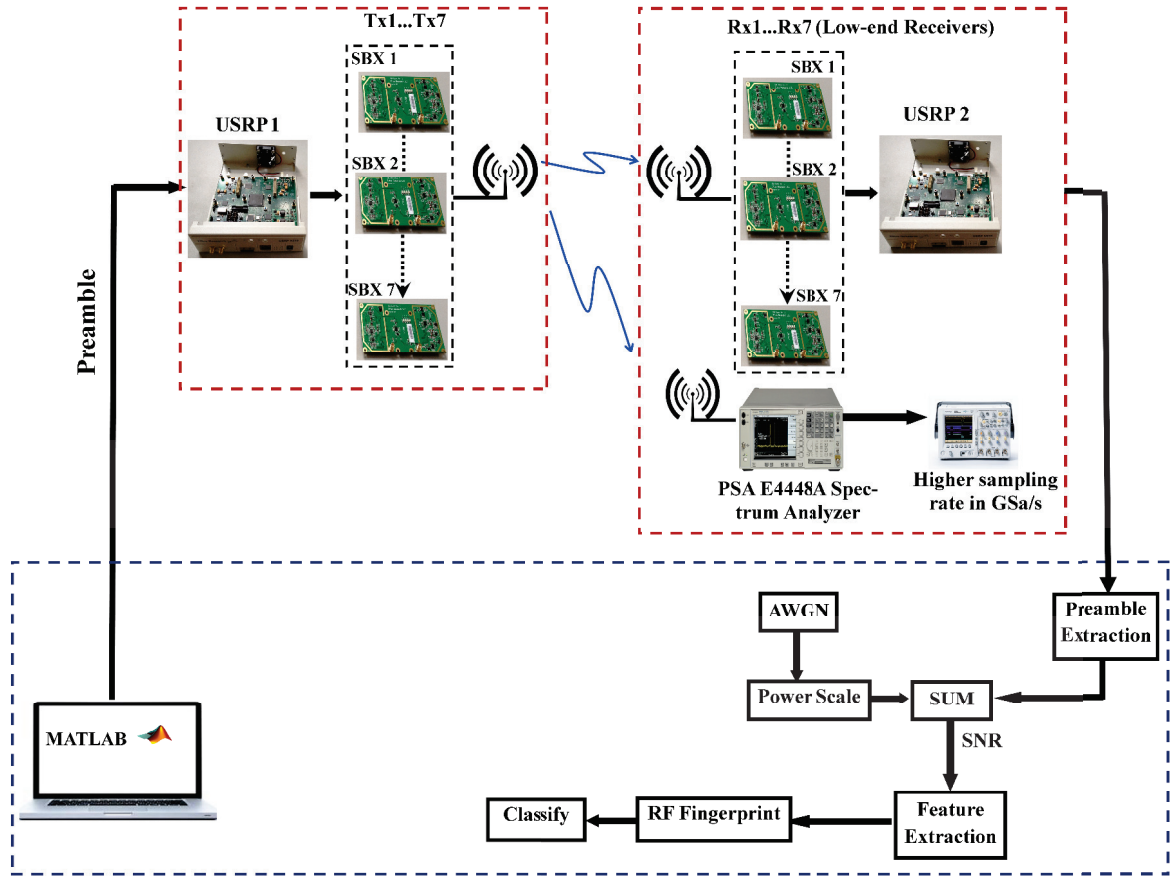 Tx1...Tx7
SBX 1
USRP 1
SBX 2
SBX 7
Preamble
Rx1...Rx7 (Low-end Receivers)
SBX 1
USRP 2
SBX 2
SBX 7
PSA E4448A Spec-
trum Analyzer
Higher sampling
rate in GSa/s
AWGN
Preamble
Extraction
Power Scale
SUM
SNR
MATLAB
Classify
RF Fingerprint
Feature
Extraction